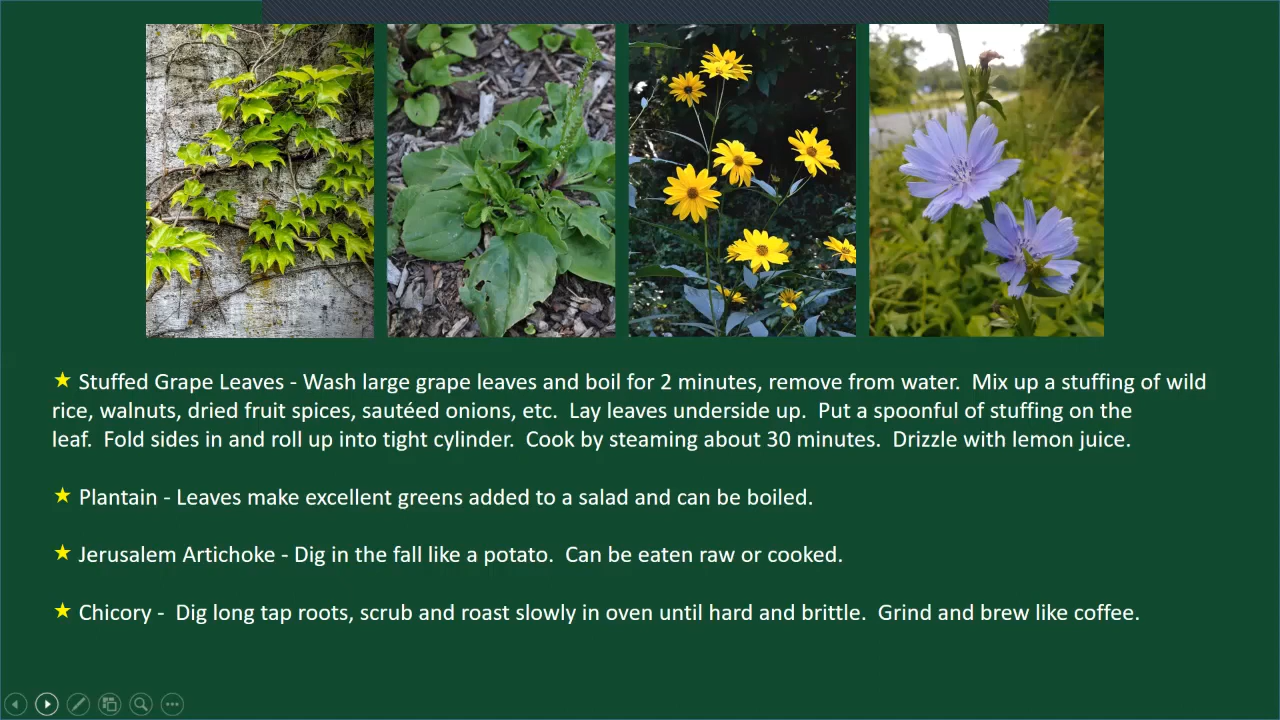 ★ Stuffed Grape Leaves - Wash large grape leaves and boil for 2 minutes, remove from water.  Mix up a stuffing of wild
rice, walnuts, dried fruit spices, sautéed onions, etc.  Lay leaves underside up.  Put a spoonful of stuffing on the
leaf.  Fold sides in and roll up into tight cylinder.  Cook by steaming about 30 minutes.  Drizzle with lemon juice.
★ Plantain - Leaves make excellent greens added to a salad and can be boiled.
★ Jerusalem Artichoke - Dig in the fall like a potato.  Can be eaten raw or cooked.
★ Chicory -  Dig long tap roots, scrub and roast slowly in oven until hard and brittle.  Grind and brew like coffee.